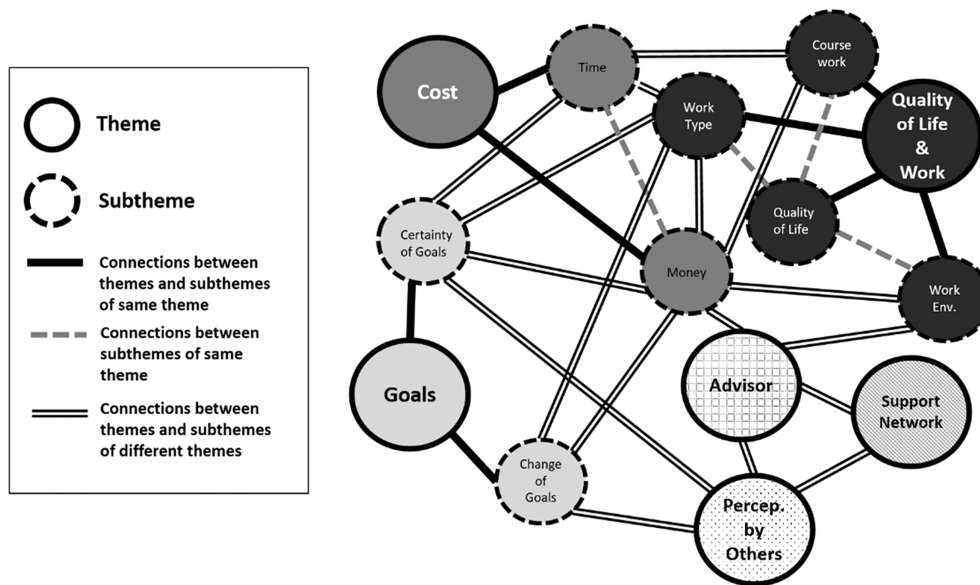 Theme
Subtheme
Connections between
themes and subthemes
of same theme
Connections between
subthemes of same
theme
Connections between
themes and subthemes
of different themes
Cost
Time
Course
work
Work
Type
Quality
of Life
&
Work
Quality
of Life
Certainty
of Goals
Money
Work
Env.
Goals
Advisor
Support
Network
Change
of
Goals
Percep.
by
Others